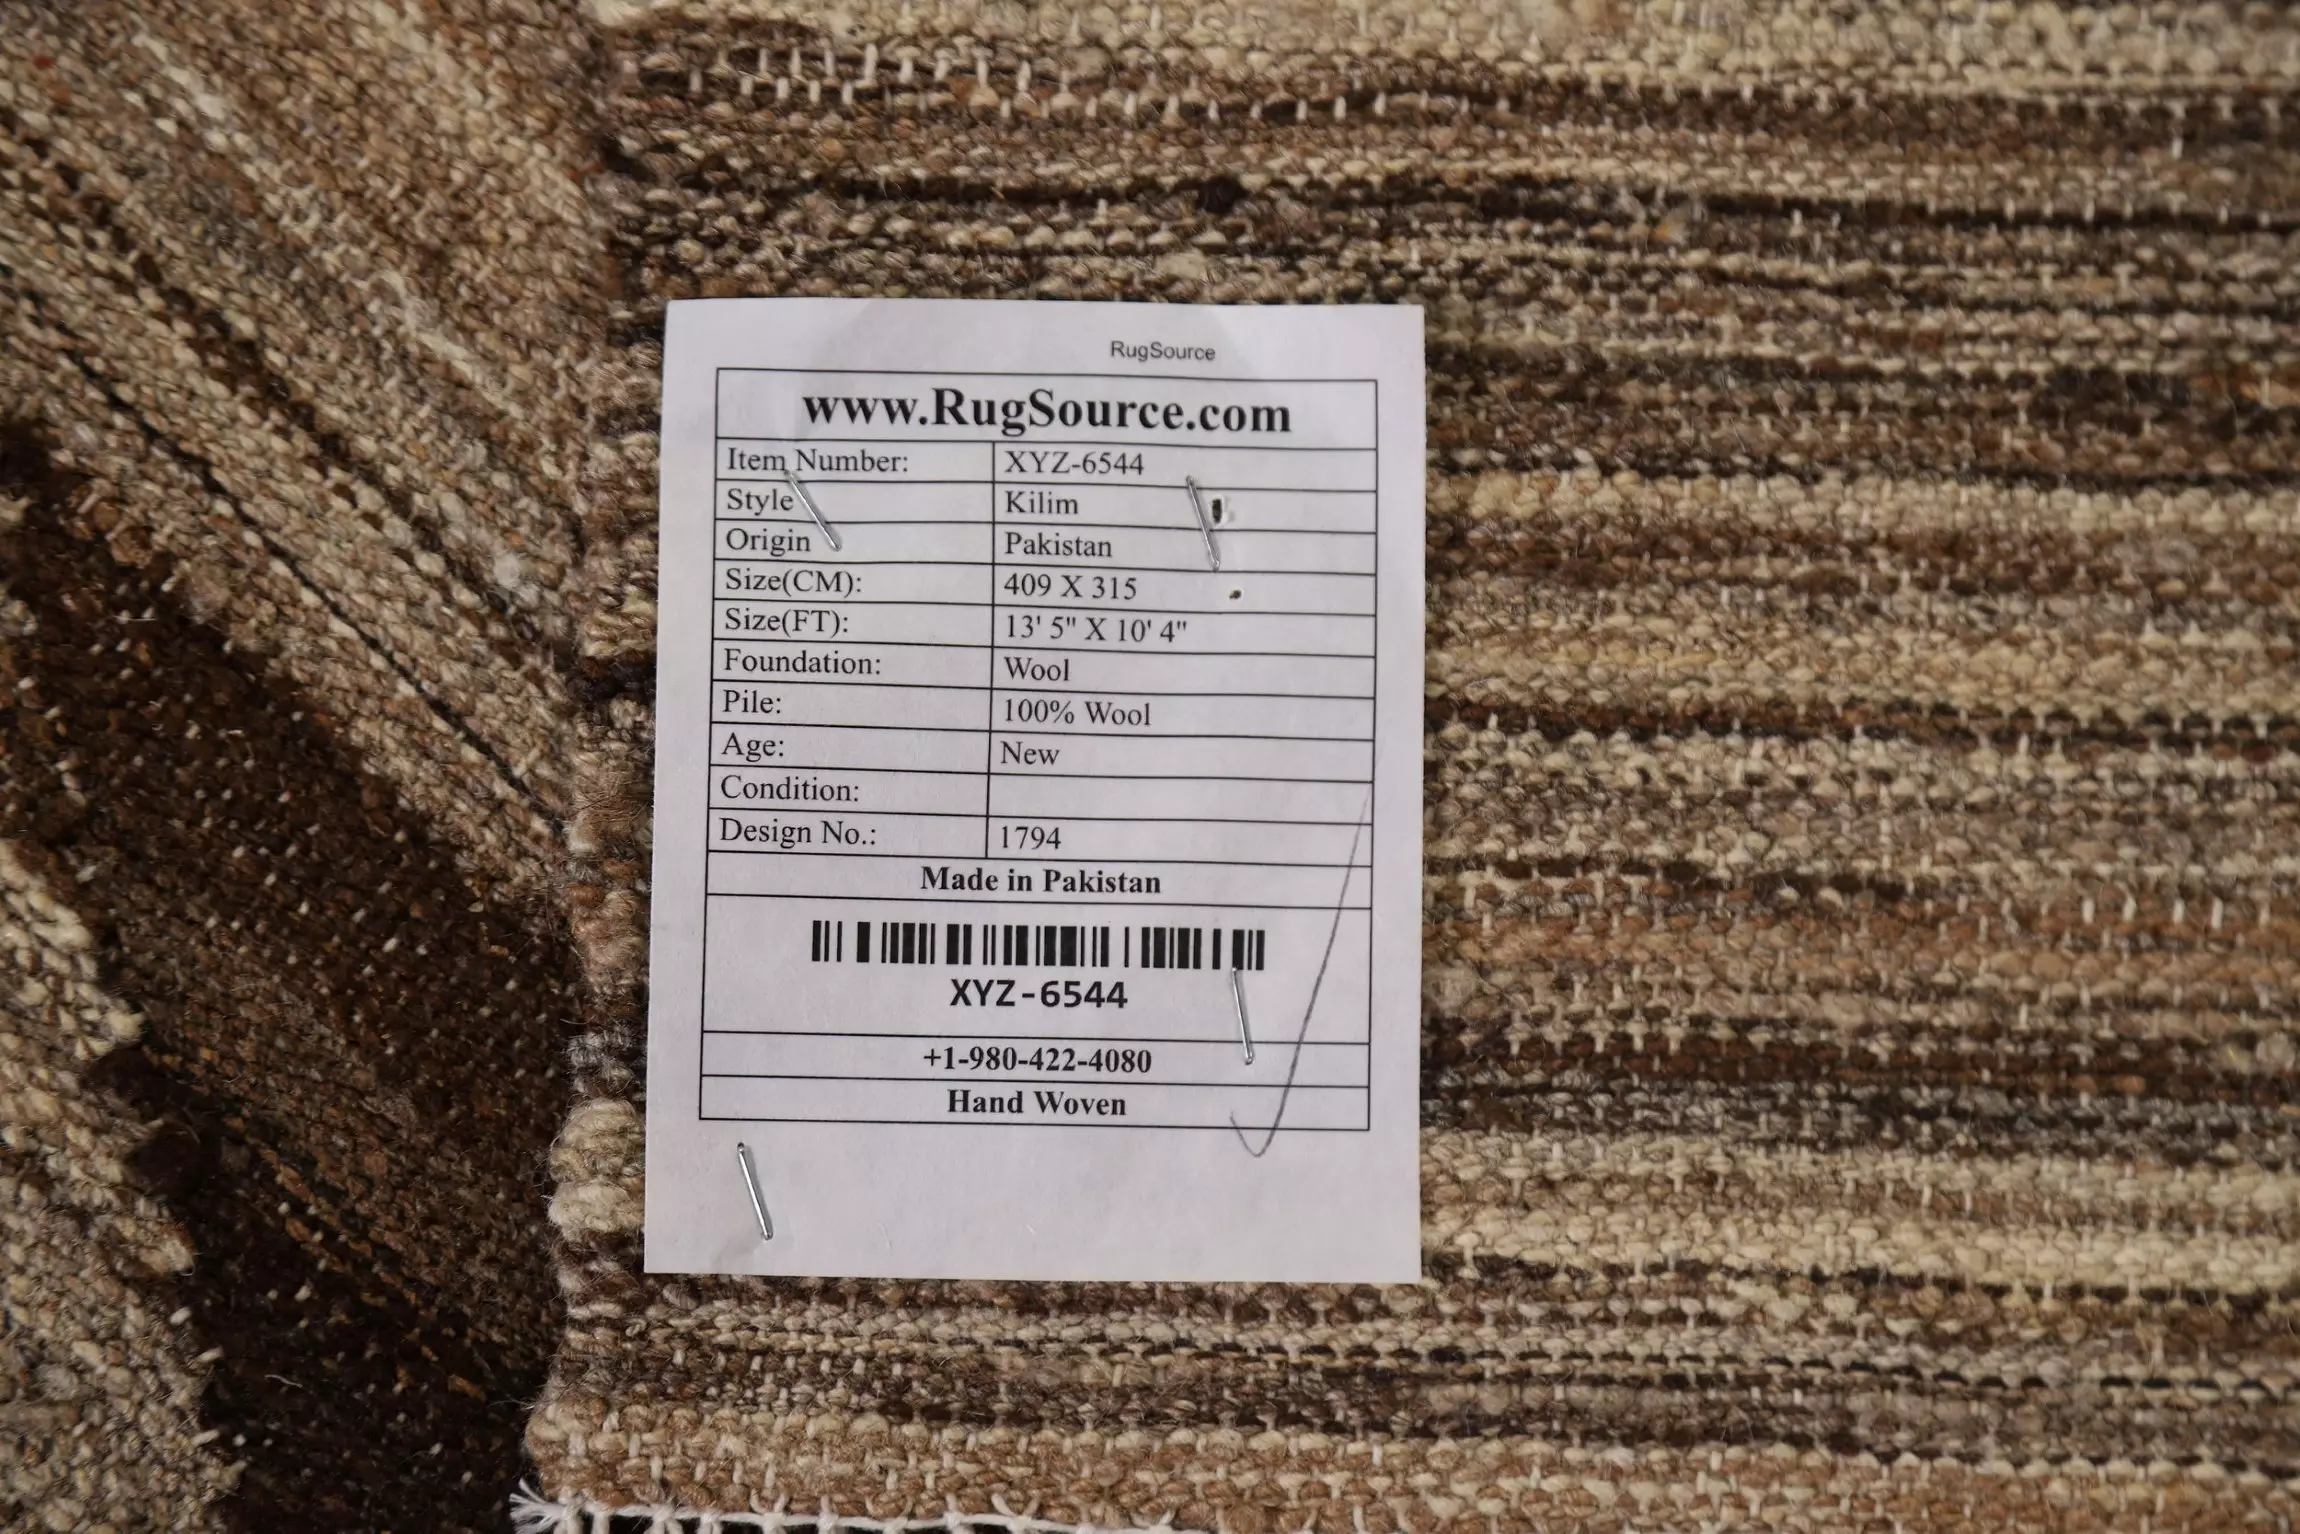 RugSource
www.RugSource.com
Item Number: XYZ-6544
Style Kilim
Origin Pakistan
Size(CM): 409 X 315
Size(FT): 13' 5" X 10' 4"
Foundation: Wool
Pile: 100% Wool
Age: New
Condition:
Design No.: 1794
Made in Pakistan
XYZ-6544
+1-980-422-4080
Hand Woven